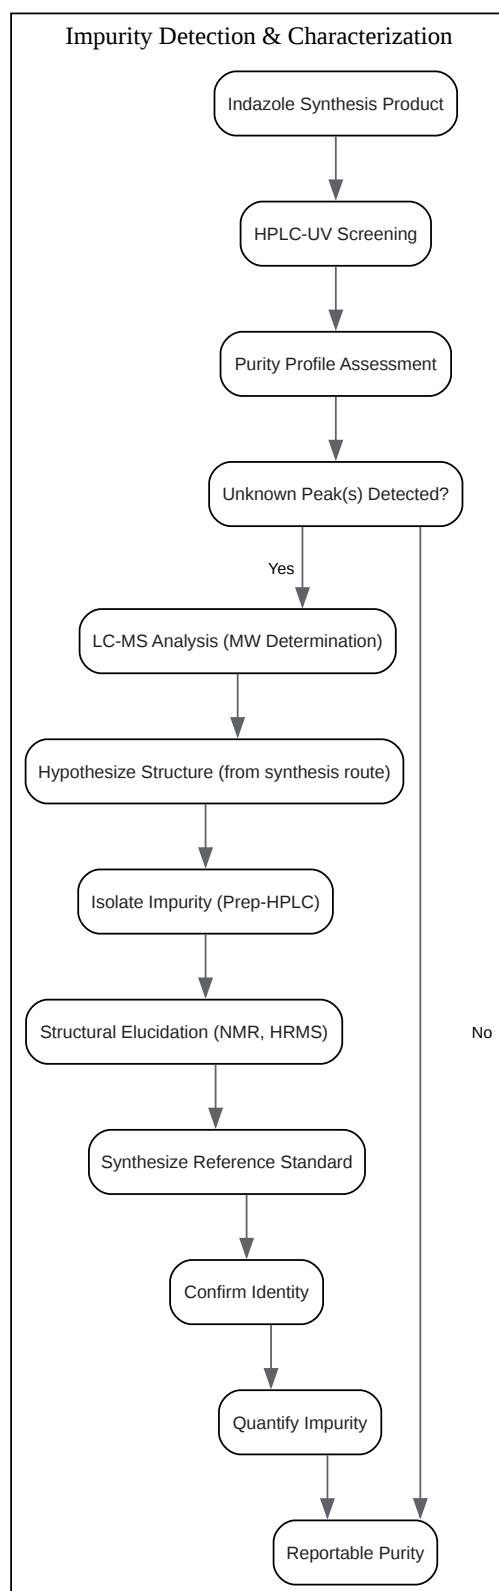 Impurity Detection & Characterization
Indazole Synthesis Product
HPLC-UV Screening
Purity Profile Assessment
Unknown Peak(s) Detected?
Yes
LC-MS Analysis (MW Determination)
Hypothesize Structure (from synthesis route)
Isolate Impurity (Prep-HPLC)
Structural Elucidation (NMR, HRMS)
No
Synthesize Reference Standard
Confirm Identity
Quantify Impurity
Reportable Purity